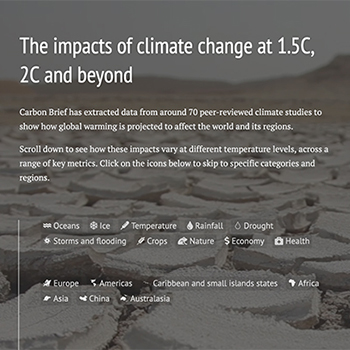 The impacts of climate change at 1.5C,
2C and beyond
Carbon Brief has extracted data from around 70 peer-reviewed climate studies to
show how global warming is projected to affect the world and its regions.
Scroll down to see how these impacts vary at different temperature levels, across a
range of key metrics. Click on the icons below to skip to specific categories and
regions.
Oceans Ice Temperature Rainfall Drought
Storms and flooding Crops Nature $ Economy Health
Europe Americas Caribbean and small islands states Africa
Asia China Australasia